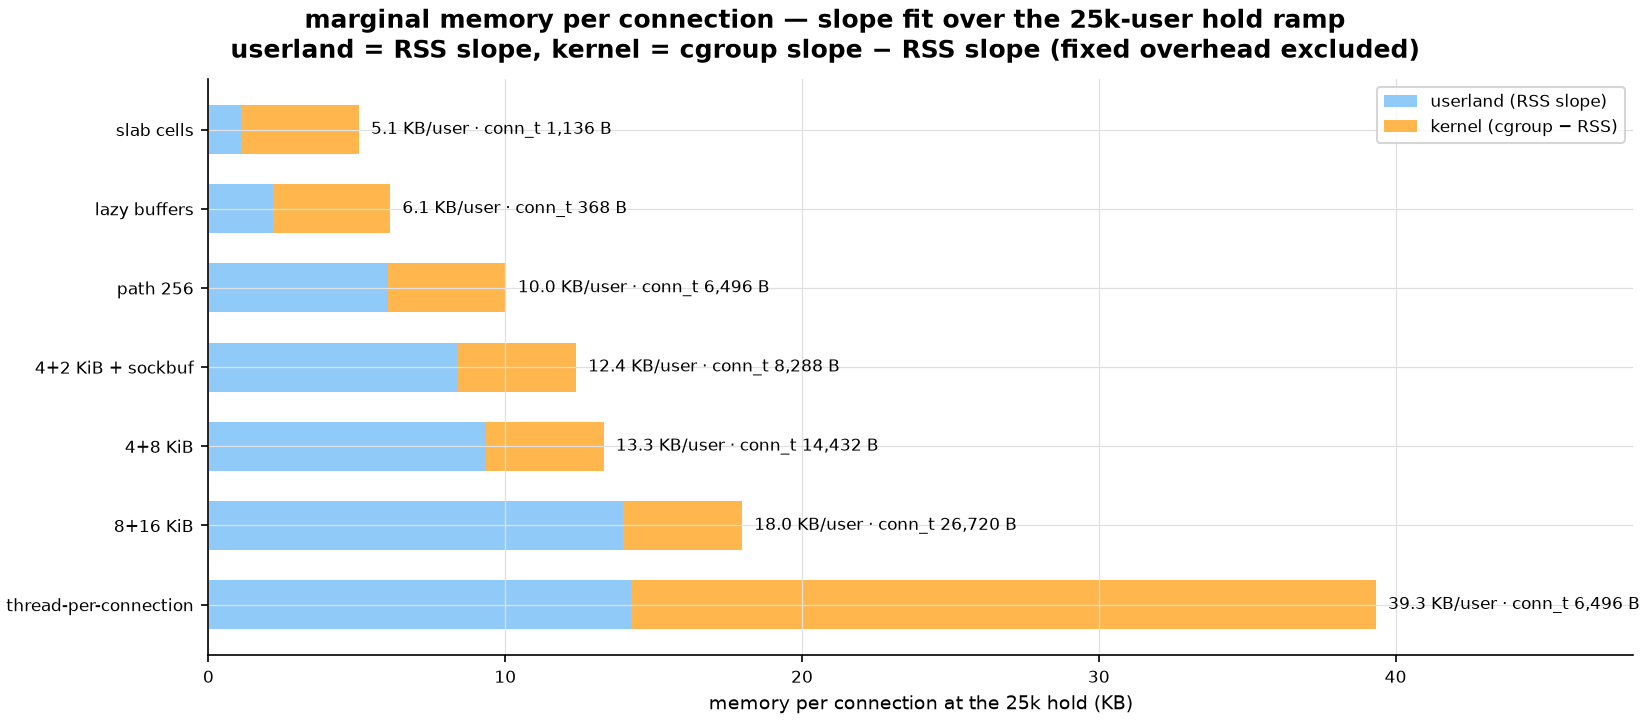 marginal memory per connection — slope fit over the 25k-user hold ramp
userland = RSS slope, kernel = cgroup slope − RSS slope (fixed overhead excluded)
userland (RSS slope)
kernel (cgroup − RSS)
slab cells
5.1 KB/user · conn_t 1,136 B
lazy buffers
6.1 KB/user · conn_t 368 B
path 256
10.0 KB/user · conn_t 6,496 B
4+2 KiB + sockbuf
12.4 KB/user · conn_t 8,288 B
4+8 KiB
13.3 KB/user · conn_t 14,432 B
8+16 KiB
18.0 KB/user · conn_t 26,720 B
thread-per-connection
39.3 KB/user · conn_t 6,496 B
0 10 20 30 40
memory per connection at the 25k hold (KB)